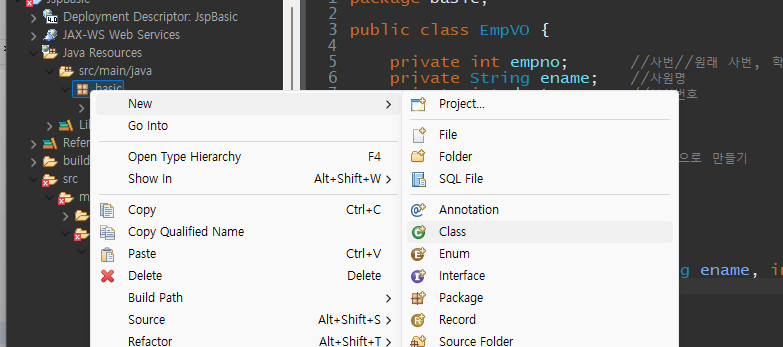 JspBasic
Deployment Descriptor: JspBasic
JAX-WS Web Services
Java Resources
src/main/java
basic
Refere
build
src
New
Go Into
Open Type Hierarchy F4
Show In Alt+Shift+W
Copy Ctrl+C
Copy Qualified Name
Paste Ctrl+V
Delete Delete
Build Path
Source Alt+Shift+S
Refactor Alt+Shift+T
Project...
File
Folder
SQL File
Annotation
Class
Enum
Interface
Package
Record
Source Folder
1 package basic;
2
3 public class EmpVO {
4
5 private int empno; //사번//원래 사번, 학
6 private String ename; //사원명
7
번호
으로 만들기
g ename, in